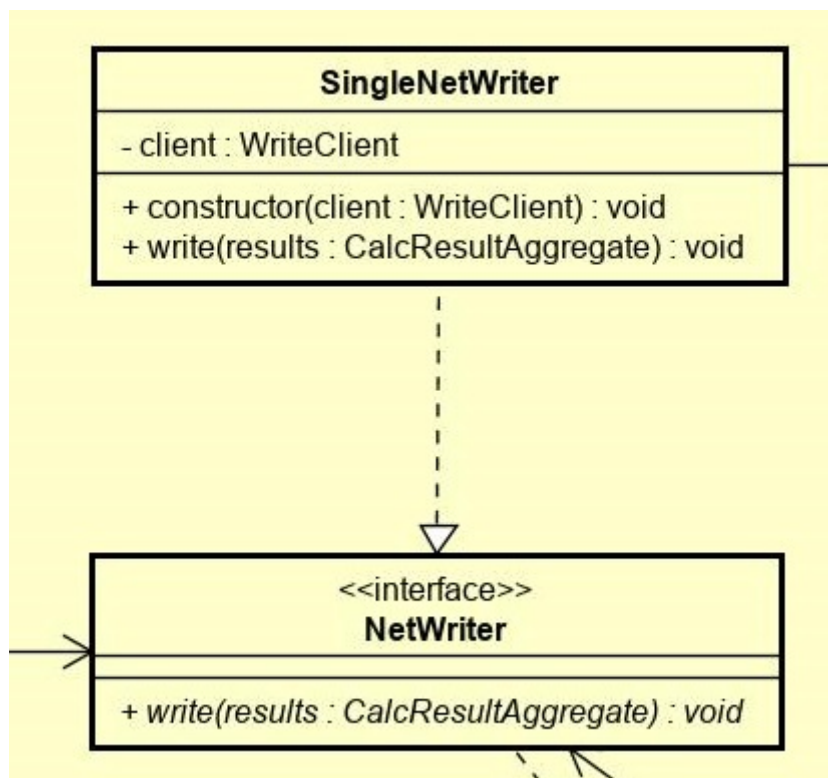 SingleNetWriter
- client : WriteClient
+ constructor(client : WriteClient) : void
+ write(results : CalcResultAggregate) : void
<<interface>>
NetWriter
+ write(results : CalcResultAggregate) : void